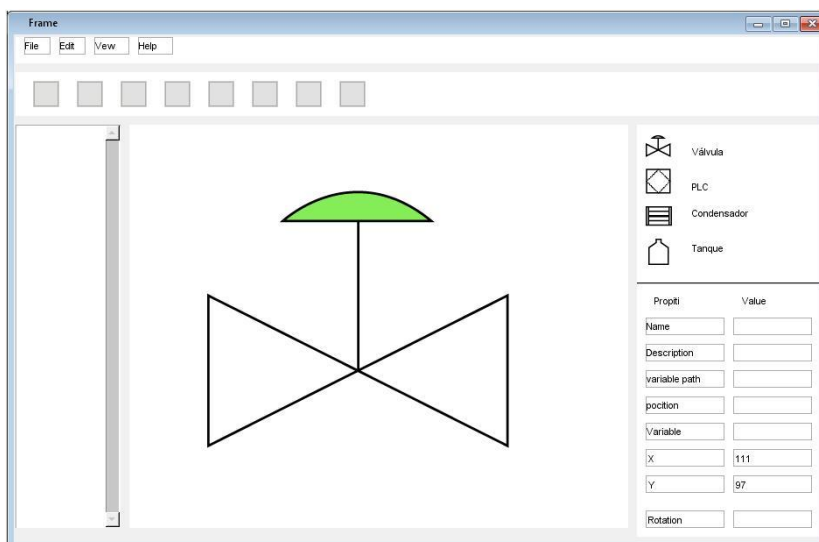 Frame
File Edit Vew Help
Válvula
PLC
Condensador
Tanque
Propiti Value
Name
Description
variable path
pocition
Variable
X 111
Y 97
Rotation